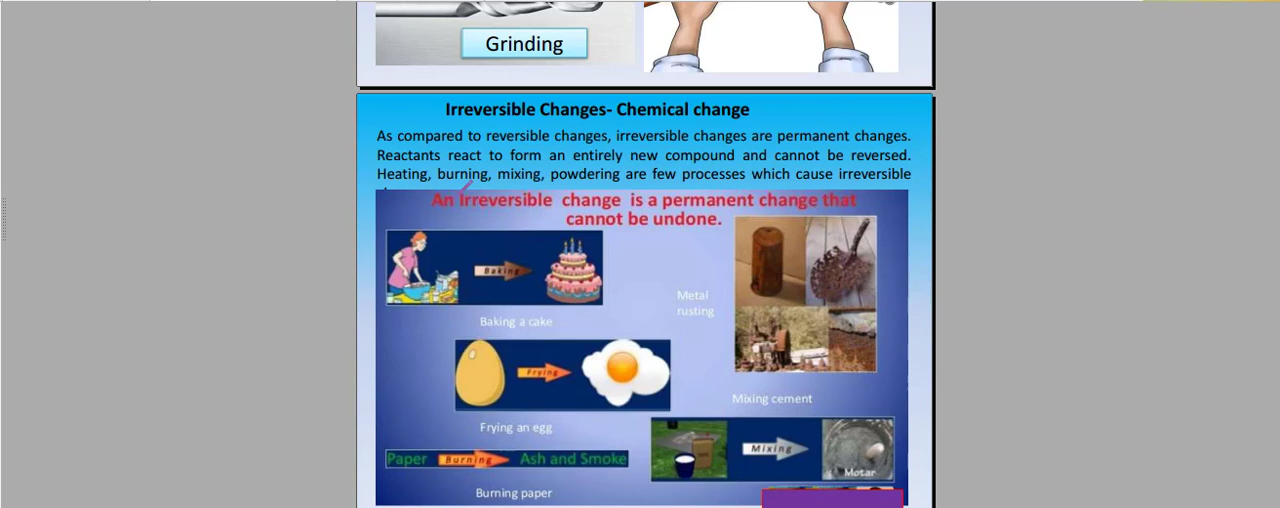 Grinding
Irreversible Changes- Chemical change
As compared to reversible changes, irreversible changes are permanent changes.
Reactants react to form an entirely new compound and cannot be reversed.
Heating, burning, mixing, powdering are few processes which cause irreversible
An Irreversible change is a permanent change that
cannot be undone.
Baking
Baking a cake
Metal
rusting
Frying
Frying an egg
Mixing cement
Mixing
Motar
Paper Burning Ash and Smoke
Burning paper